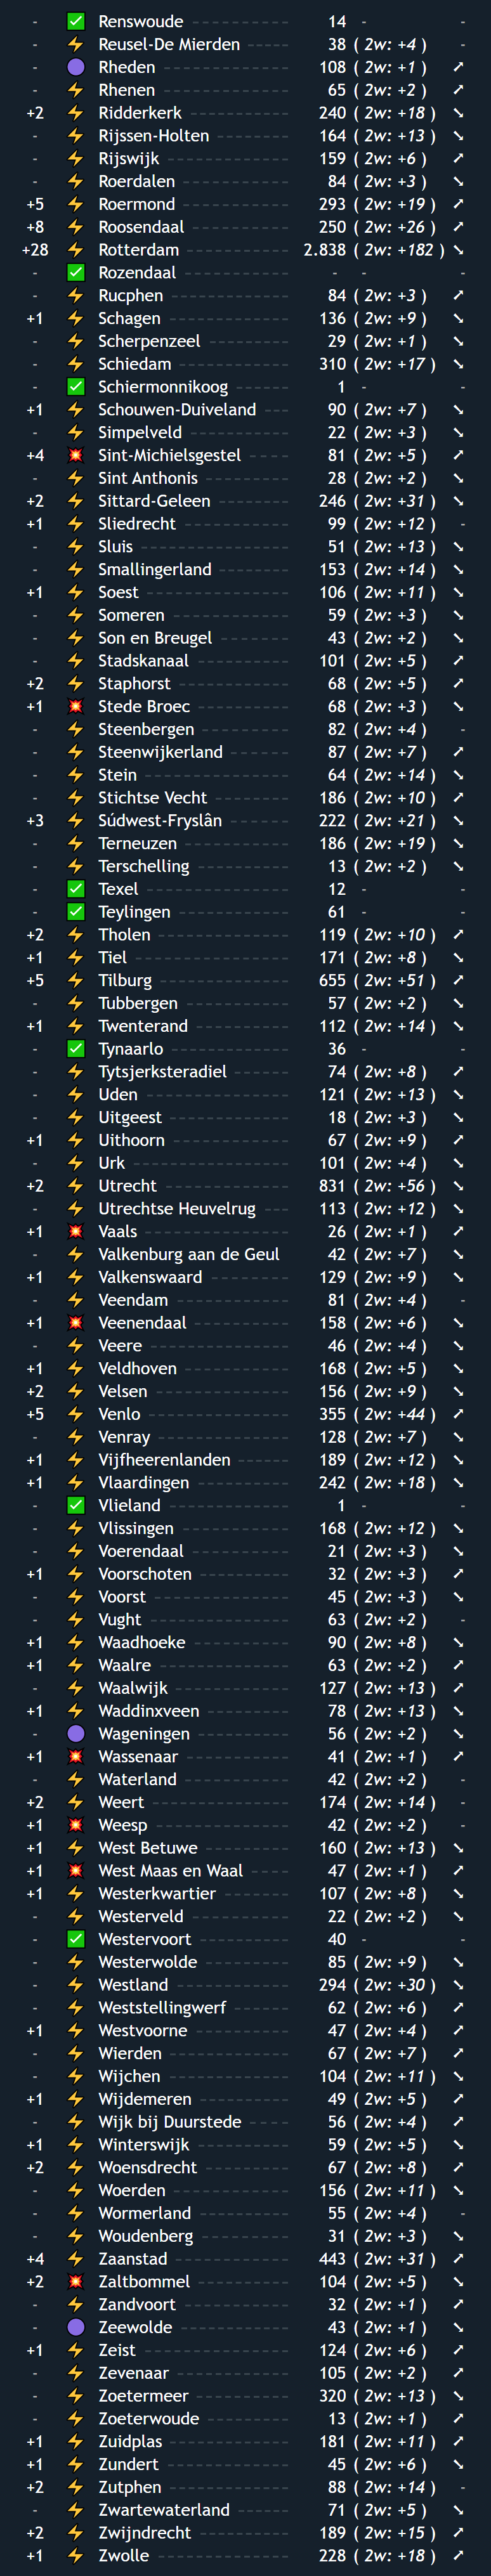 - ✅ Renswoude 14 - -
- ⚡ Reusel-De Mierden 38 ( 2w: +4 ) -
- 🟣 Rheden 108 ( 2w: +1 ) ➚
- ⚡ Rhenen 65 ( 2w: +2 ) ➚
+2 ⚡ Ridderkerk 240 ( 2w: +18 ) ➘
- ⚡ Rijssen-Holten 164 ( 2w: +13 ) ➘
- ⚡ Rijswijk 159 ( 2w: +6 ) ➚
- ⚡ Roerdalen 84 ( 2w: +3 ) ➘
+5 ⚡ Roermond 293 ( 2w: +19 ) ➚
+8 ⚡ Roosendaal 250 ( 2w: +26 ) ➚
+28 ⚡ Rotterdam 2.838 ( 2w: +182 ) ➘
- ✅ Rozendaal - - -
- ⚡ Rucphen 84 ( 2w: +3 ) ➚
+1 ⚡ Schagen 136 ( 2w: +9 ) ➘
- ⚡ Scherpenzeel 29 ( 2w: +1 ) ➘
- ⚡ Schiedam 310 ( 2w: +17 ) ➘
- ✅ Schiermonnikoog 1 - -
+1 ⚡ Schouwen-Duiveland 90 ( 2w: +7 ) ➘
- ⚡ Simpelveld 22 ( 2w: +3 ) ➘
+4 💥 Sint-Michielsgestel 81 ( 2w: +5 ) ➚
- ⚡ Sint Anthonis 28 ( 2w: +2 ) ➘
+2 ⚡ Sittard-Geleen 246 ( 2w: +31 ) ➘
+1 ⚡ Sliedrecht 99 ( 2w: +12 ) -
- ⚡ Sluis 51 ( 2w: +13 ) ➘
- ⚡ Smallingerland 153 ( 2w: +14 ) ➘
+1 ⚡ Soest 106 ( 2w: +11 ) ➘
- ⚡ Someren 59 ( 2w: +3 ) ➘
- ⚡ Son en Breugel 43 ( 2w: +2 ) ➘
- ⚡ Stadskanaal 101 ( 2w: +5 ) ➚
+2 ⚡ Staphorst 68 ( 2w: +5 ) ➚
+1 💥 Stede Broec 68 ( 2w: +3 ) ➘
- ⚡ Steenbergen 82 ( 2w: +4 ) -
- ⚡ Steenwijkerland 87 ( 2w: +7 ) ➚
- ⚡ Stein 64 ( 2w: +14 ) ➘
- ⚡ Stichtse Vecht 186 ( 2w: +10 ) ➚
+3 ⚡ Súdwest-Fryslân 222 ( 2w: +21 ) ➘
- ⚡ Terneuzen 186 ( 2w: +19 ) ➘
- ⚡ Terschelling 13 ( 2w: +2 ) ➘
- ✅ Texel 12 - -
- ✅ Teylingen 61 - -
+2 ⚡ Tholen 119 ( 2w: +10 ) ➚
+1 ⚡ Tiel 171 ( 2w: +8 ) ➘
+5 ⚡ Tilburg 655 ( 2w: +51 ) ➚
- ⚡ Tubbergen 57 ( 2w: +2 ) ➘
+1 ⚡ Twenterand 112 ( 2w: +14 ) ➘
- ✅ Tynaarlo 36 - -
- ⚡ Tytsjerksteradiel 74 ( 2w: +8 ) ➚
- ⚡ Uden 121 ( 2w: +13 ) ➘
- ⚡ Uitgeest 18 ( 2w: +3 ) ➘
+1 ⚡ Uithoorn 67 ( 2w: +9 ) ➚
- ⚡ Urk 101 ( 2w: +4 ) ➘
+2 ⚡ Utrecht 831 ( 2w: +56 ) ➘
- ⚡ Utrechtse Heuvelrug 113 ( 2w: +12 ) ➘
+1 💥 Vaals 26 ( 2w: +1 ) ➚
- ⚡ Valkenburg aan de Geul 42 ( 2w: +7 ) ➘
+1 ⚡ Valkenswaard 129 ( 2w: +9 ) ➘
- ⚡ Veendam 81 ( 2w: +4 ) -
+1 💥 Veenendaal 158 ( 2w: +6 ) ➘
- ⚡ Veere 46 ( 2w: +4 ) ➘
+1 ⚡ Veldhoven 168 ( 2w: +5 ) ➘
+2 ⚡ Velsen 156 ( 2w: +9 ) ➘
+5 ⚡ Venlo 355 ( 2w: +44 ) ➚
- ⚡ Venray 128 ( 2w: +7 ) ➘
+1 ⚡ Vijfheerenlanden 189 ( 2w: +12 ) ➘
+1 ⚡ Vlaardingen 242 ( 2w: +18 ) ➘
- ✅ Vlieland 1 - -
- ⚡ Vlissingen 168 ( 2w: +12 ) ➘
- ⚡ Voerendaal 21 ( 2w: +3 ) ➘
+1 ⚡ Voorschoten 32 ( 2w: +3 ) ➚
- ⚡ Voorst 45 ( 2w: +3 ) ➘
- ⚡ Vught 63 ( 2w: +2 ) -
+1 ⚡ Waadhoeke 90 ( 2w: +8 ) ➘
+1 ⚡ Waalre 63 ( 2w: +2 ) ➚
- ⚡ Waalwijk 127 ( 2w: +13 ) ➚
+1 ⚡ Waddinxveen 78 ( 2w: +13 ) ➘
- 🟣 Wageningen 56 ( 2w: +2 ) ➘
+1 💥 Wassenaar 41 ( 2w: +1 ) ➚
- ⚡ Waterland 42 ( 2w: +2 ) -
+2 ⚡ Weert 174 ( 2w: +14 ) -
+1 💥 Weesp 42 ( 2w: +2 ) -
+1 ⚡ West Betuwe 160 ( 2w: +13 ) ➘
+1 💥 West Maas en Waal 47 ( 2w: +1 ) ➚
+1 ⚡ Westerkwartier 107 ( 2w: +8 ) ➘
- ⚡ Westerveld 22 ( 2w: +2 ) ➘
- ✅ Westervoort 40 - -
- ⚡ Westerwolde 85 ( 2w: +9 ) ➘
- ⚡ Westland 294 ( 2w: +30 ) ➘
- ⚡ Weststellingwerf 62 ( 2w: +6 ) ➚
+1 ⚡ Westvoorne 47 ( 2w: +4 ) ➚
- ⚡ Wierden 67 ( 2w: +7 ) ➚
- ⚡ Wijchen 104 ( 2w: +11 ) ➘
+1 ⚡ Wijdemeren 49 ( 2w: +5 ) ➚
- ⚡ Wijk bij Duurstede 56 ( 2w: +4 ) ➚
+1 ⚡ Winterswijk 59 ( 2w: +5 ) ➘
+2 ⚡ Woensdrecht 67 ( 2w: +8 ) ➚
- ⚡ Woerden 156 ( 2w: +11 ) ➘
- ⚡ Wormerland 55 ( 2w: +4 ) -
- ⚡ Woudenberg 31 ( 2w: +3 ) ➘
+4 ⚡ Zaanstad 443 ( 2w: +31 ) ➚
+2 💥 Zaltbommel 104 ( 2w: +5 ) ➘
- ⚡ Zandvoort 32 ( 2w: +1 ) ➚
- 🟣 Zeewolde 43 ( 2w: +1 ) ➘
+1 ⚡ Zeist 124 ( 2w: +6 ) ➚
- ⚡ Zevenaar 105 ( 2w: +2 ) ➚
- ⚡ Zoetermeer 320 ( 2w: +13 ) ➘
- ⚡ Zoeterwoude 13 ( 2w: +1 ) ➚
+1 ⚡ Zuidplas 181 ( 2w: +11 ) ➚
+1 ⚡ Zundert 45 ( 2w: +6 ) ➘
+2 ⚡ Zutphen 88 ( 2w: +14 ) -
- ⚡ Zwartewaterland 71 ( 2w: +5 ) ➘
+2 ⚡ Zwijndrecht 189 ( 2w: +15 ) ➚
+1 ⚡ Zwolle 228 ( 2w: +18 ) ➚